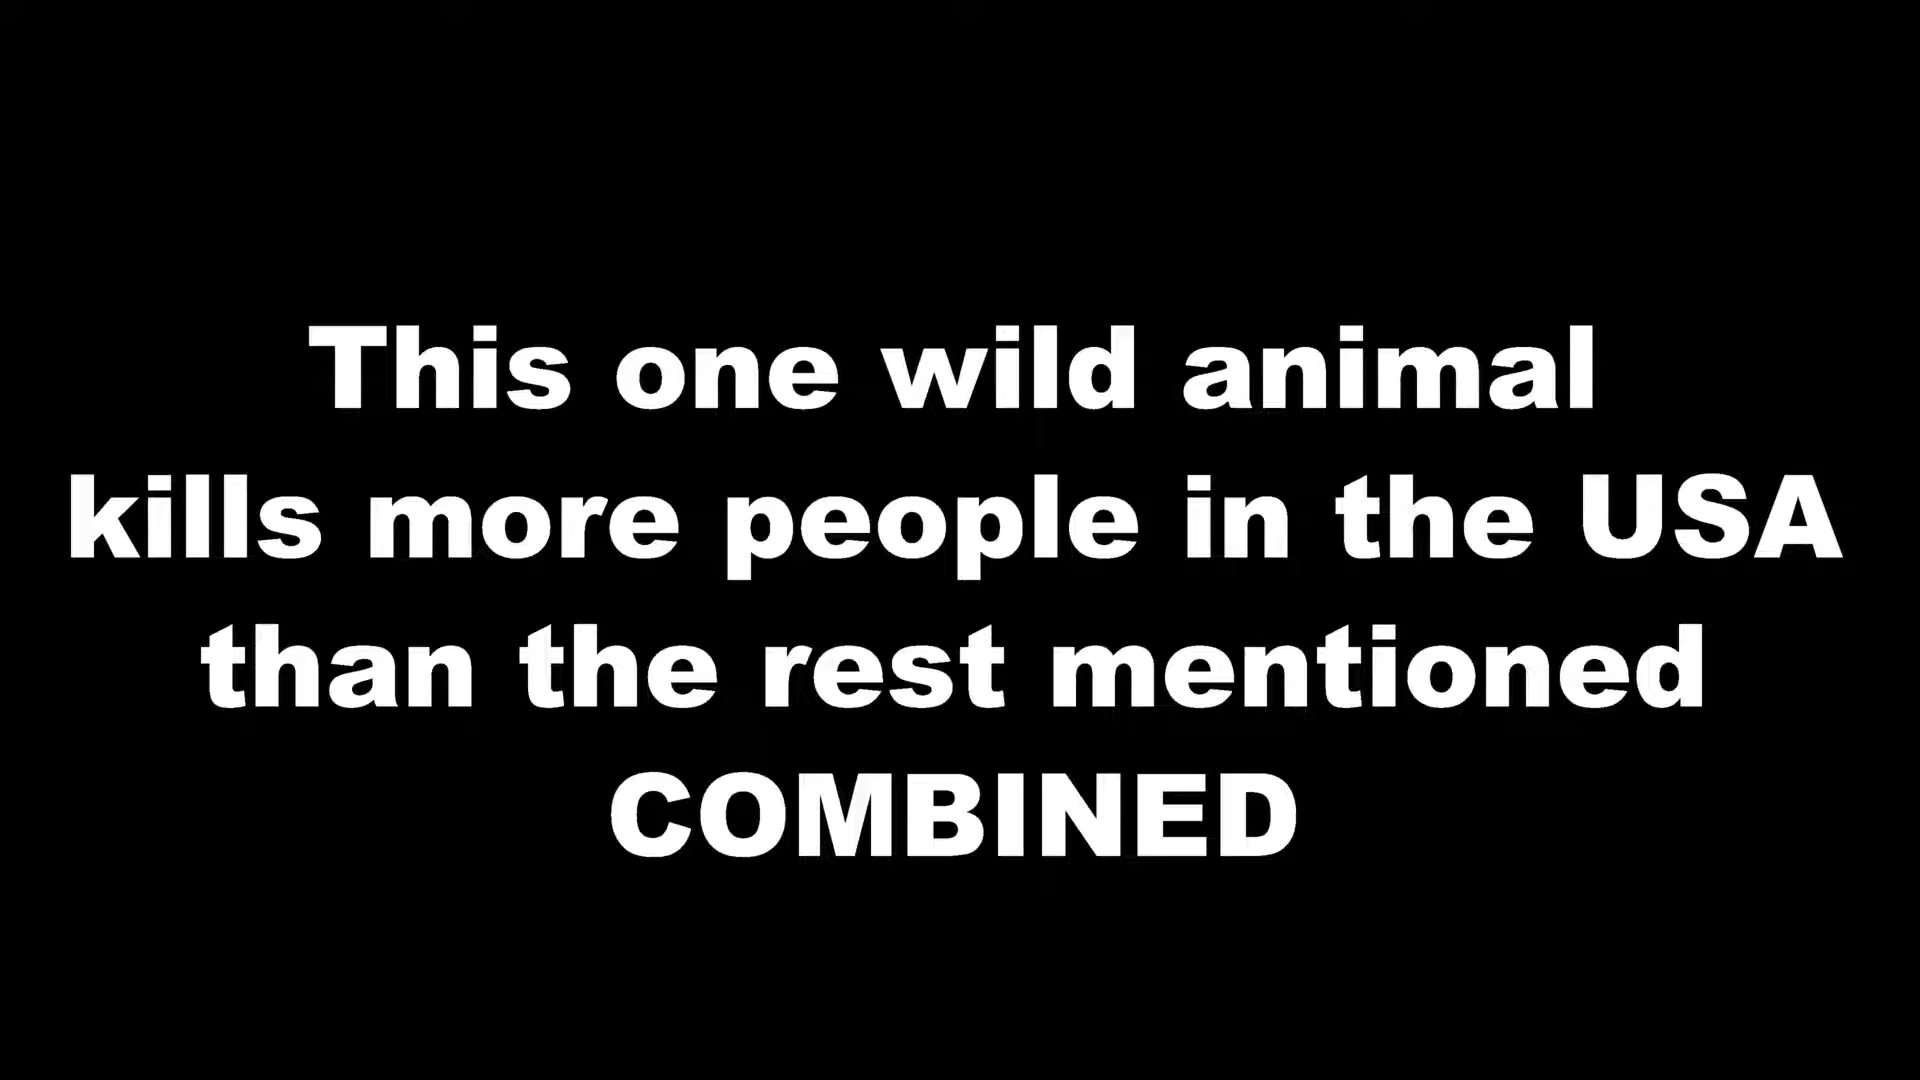 This one wild animal
kills more people in the USA
than the rest mentioned
COMBINED